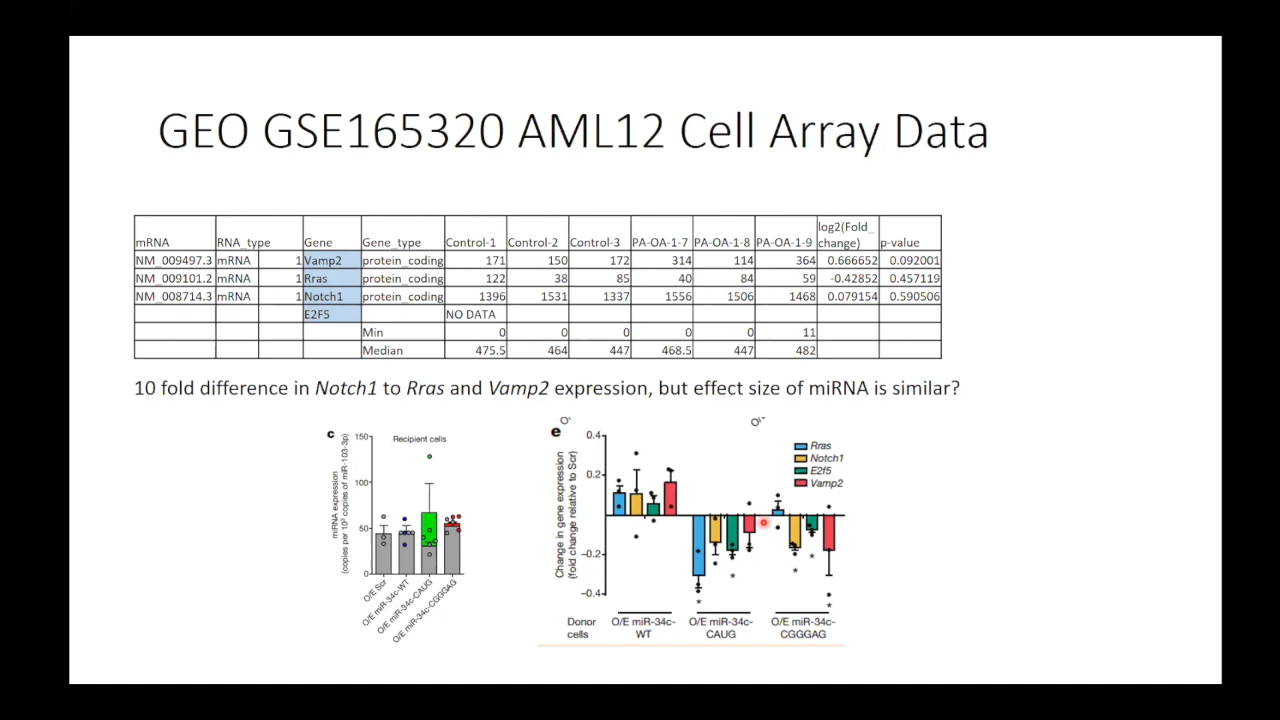 GEO GSE165320 AML12 Cell Array Data
log2(Fold_
mRNA RNA_type Gene Gene_type Control-1 Control-2 Control-3 PA-OA-1-7 PA-OA-1-8 PA-OA-1-9 change) p-value
NM_009497.3 mRNA 1 Vamp2 protein_coding 171 150 172 314 114 364 0.666652 0.092001
NM_009101.2 mRNA 1 Rras protein_coding 122 38 85 40 84 59 -0.42852 0.457119
NM_008714.3 mRNA 1 Notch1 protein_coding 1396 1531 1337 1556 1506 1468 0.079154 0.590506
E2F5 NO DATA
Min 0 0 0 0 0 11
Median 475.5 464 447 468.5 447 482
10 fold difference in Notch1 to Rras and Vamp2 expression, but effect size of miRNA is similar?
c
Recipient cells
miRNA expression
(copies per 10³ copies of miR-103-3p)
150
100
50
0
O/E Scr
O/E miR-34c-WT
O/E miR-34c-CAUG
O/E miR-34c-CGGGAG
e
Change in gene expression
(fold change relative to Scr)
0.4
0.2
0
-0.2
-0.4
Rras
Notch1
E2f5
Vamp2
*
*
*
*
*
Donor
cells
O/E miR-34c-
WT
O/E miR-34c-
CAUG
O/E miR-34c-
CGGGAG